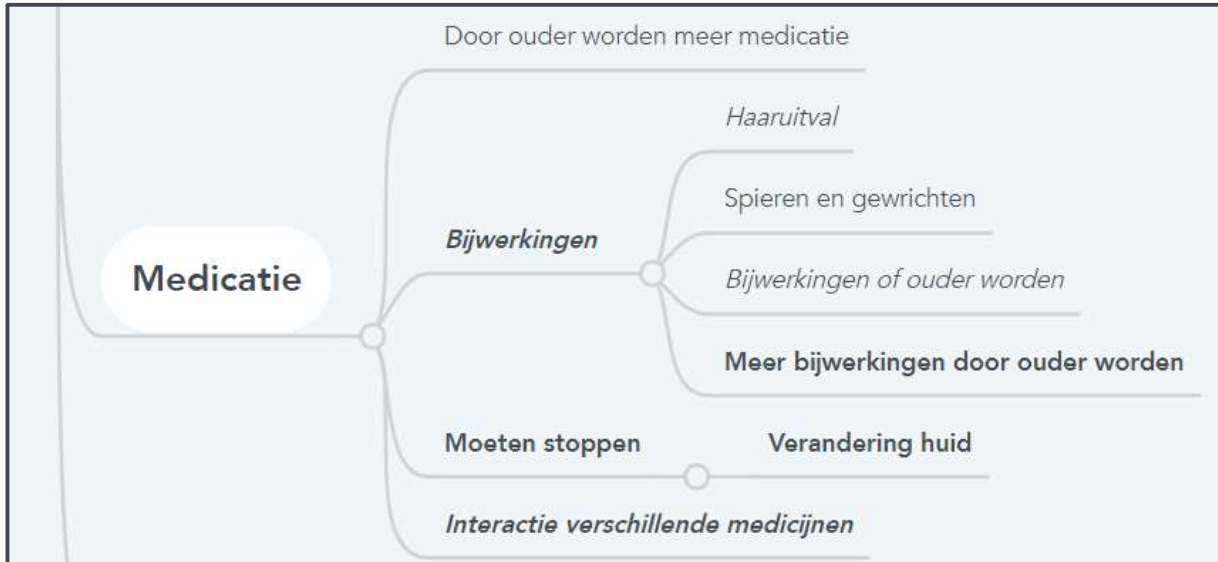 Door ouder worden meer medicatie
Haaruitval
Spieren en gewrichten
Bijwerkingen
Medicatie
Bijwerkingen of ouder worden
Meer bijwerkingen door ouder worden
Moeten stoppen
Verandering huid
Interactie verschillende medicijnen